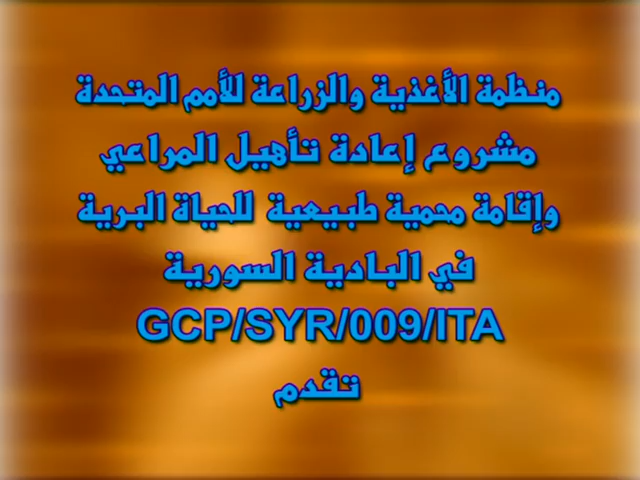 منظمة الأغذية والزراعة للأمم المتحدة
مشروع إعادة تأهيل المراعي
وإقامة محمية طبيعية للحياة البرية
في البادية السورية
GCP/SYR/009/ITA
تقدم